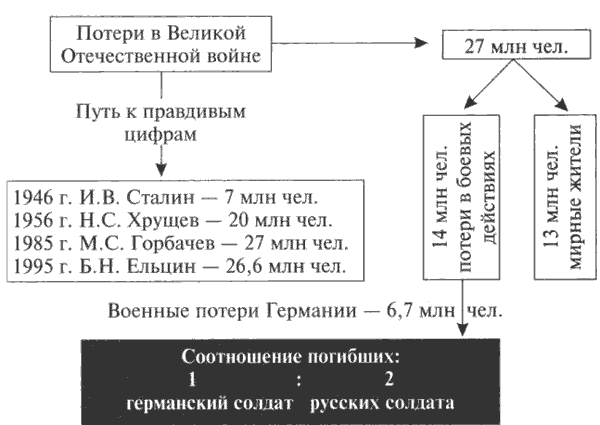 Потери в Великой
Отечественной войне
27 млн чел.
Путь к правдивым
цифрам
1946 г. И.В. Сталин — 7 млн чел.
1956 г. Н.С. Хрущев — 20 млн чел.
1985 г. М.С. Горбачев — 27 млн чел.
1995 г. Б.Н. Ельцин — 26,6 млн чел.
14 млн чел.
потери в боевых
действиях
13 млн чел.
мирные жители
Военные потери Германии — 6,7 млн чел.
Соотношение погибших:
1 : 2
германский солдат русских солдата